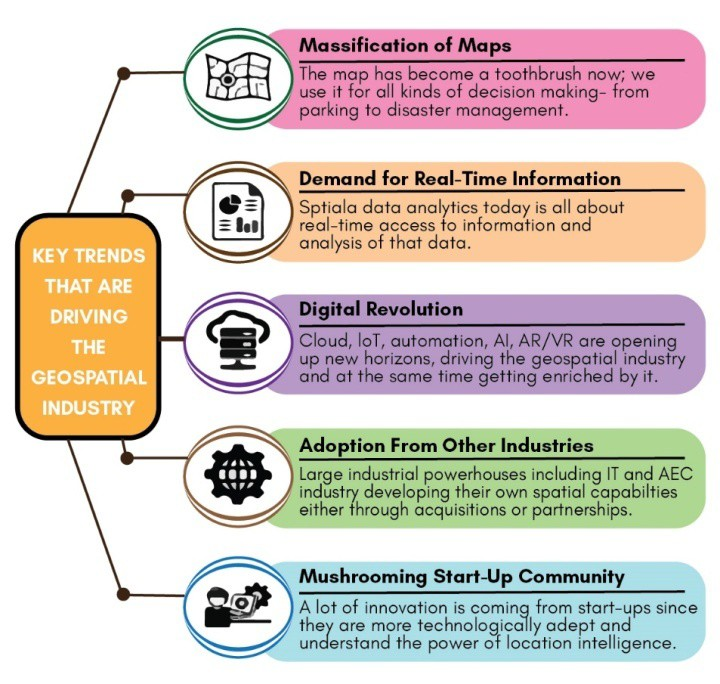 Massification of Maps
The map has become a toothbrush now; we
use it for all kinds of decision making- from
parking to disaster management.
Demand for Real-Time Information
Sptiala data analytics today is all about
real-time access to information and
analysis of that data.
KEY TRENDS
THAT ARE
DRIVING
THE
GEOSPATIAL
INDUSTRY
Digital Revolution
Cloud, IoT, automation, AI, AR/VR are opening
up new horizons, driving the geospatial industry
and at the same time getting enriched by it.
Adoption From Other Industries
Large industrial powerhouses including IT and AEC
industry developing their own spatial capabilties
either through acquisitions or partnerships.
Mushrooming Start-Up Community
A lot of innovation is coming from start-ups since
they are more technologically adept and
understand the power of location intelligence.